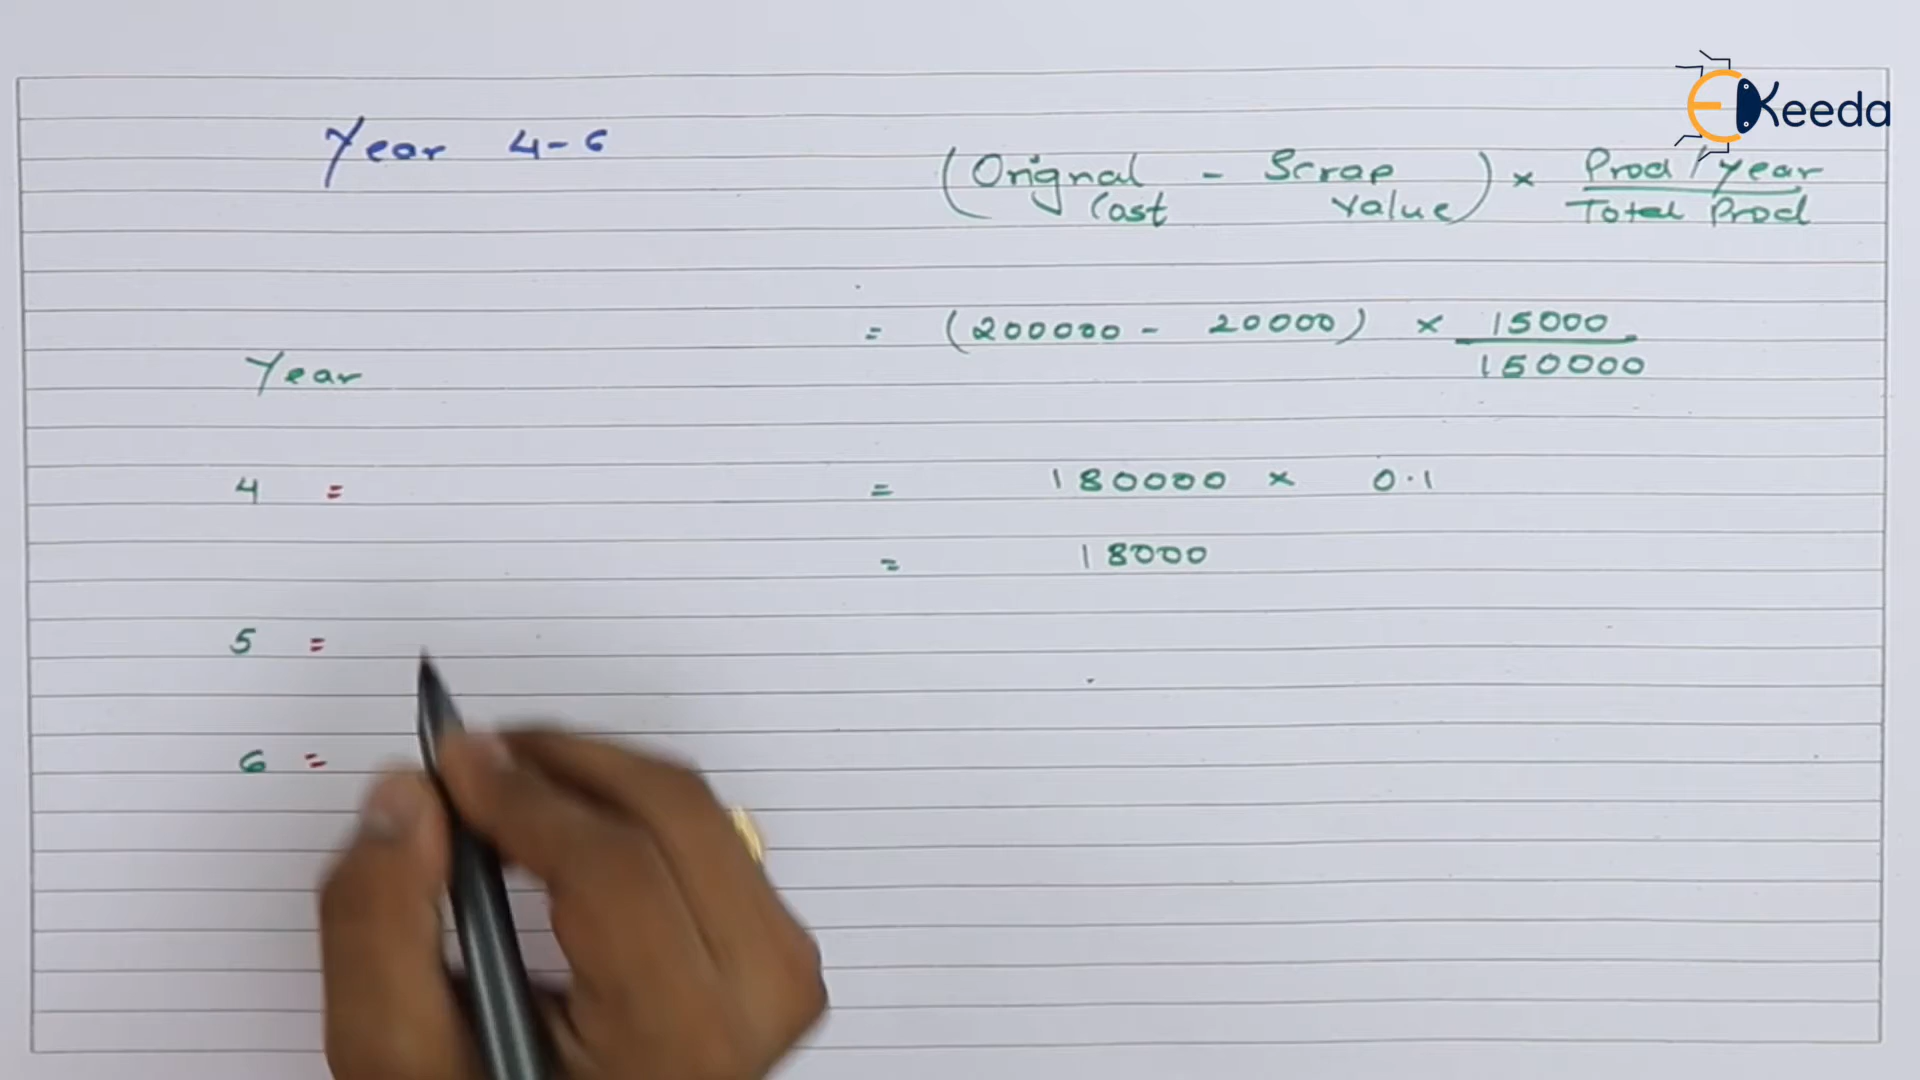 EKeeda
Year 4-6
(Orignal Cost - Scrap Value) × Prod / year / Total Prod
= (200000 - 20000) × 15000 / 150000
Year
4 =
= 180000 × 0.1
= 18000
5 =
6 =